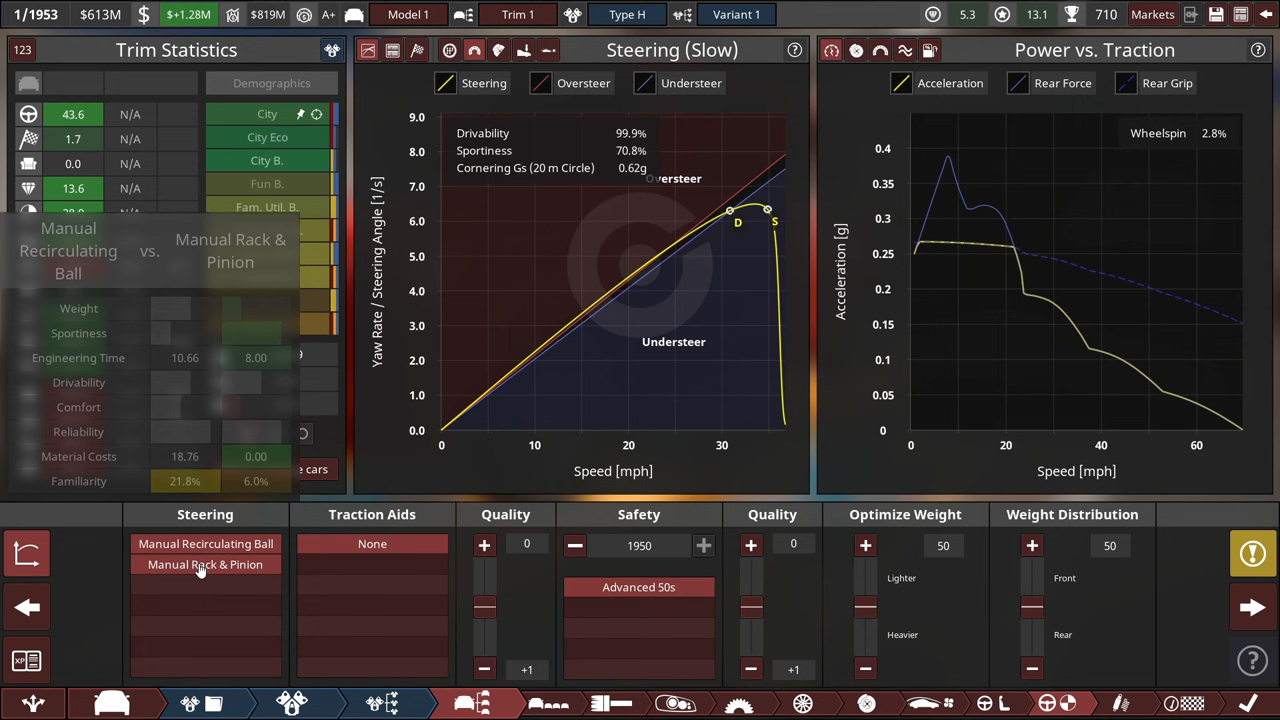 1/1953
$613M
$+1.28M
$819M
A+
Model 1
Trim 1
Type H
Variant 1
5.3
13.1
710
Markets
123
Trim Statistics
Demographics
43.6 N/A
City
1.7 N/A
City Eco
0.0 N/A
City B.
13.6 N/A
Fun B.
Fam. Util. B.
N/A
Manual Recirculating Ball
vs.
Manual Rack & Pinion
Weight
Sportiness
Engineering Time 10.66 8.00
Drivability
Comfort
Reliability
Material Costs 18.76 0.00
Familiarity 21.8% 6.0%
e cars
Steering (Slow)
?
Steering
Oversteer
Understeer
Drivability 99.9%
Sportiness 70.8%
Cornering Gs (20 m Circle) 0.62g
Oversteer
Understeer
D
S
Yaw Rate / Steering Angle [1/s]
9.0
8.0
7.0
6.0
5.0
4.0
3.0
2.0
1.0
0.0
0 10 20 30
Speed [mph]
Power vs. Traction
?
Acceleration
Rear Force
Rear Grip
Wheelspin 2.8%
Acceleration [g]
0.4
0.35
0.3
0.25
0.2
0.15
0.1
0.05
0
0 20 40 60
Speed [mph]
Steering
Manual Recirculating Ball
Manual Rack & Pinion
Traction Aids
None
Quality
0
+1
Safety
1950
Advanced 50s
Quality
0
+1
Optimize Weight
50
Lighter
Heavier
Weight Distribution
50
Front
Rear
XP
?